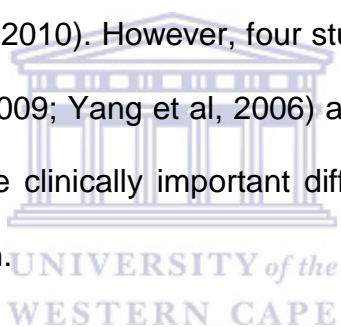 2010). However, four stu
009; Yang et al, 2006) a
e clinically important diff
n.
UNIVERSITY of the
WESTERN CAPE